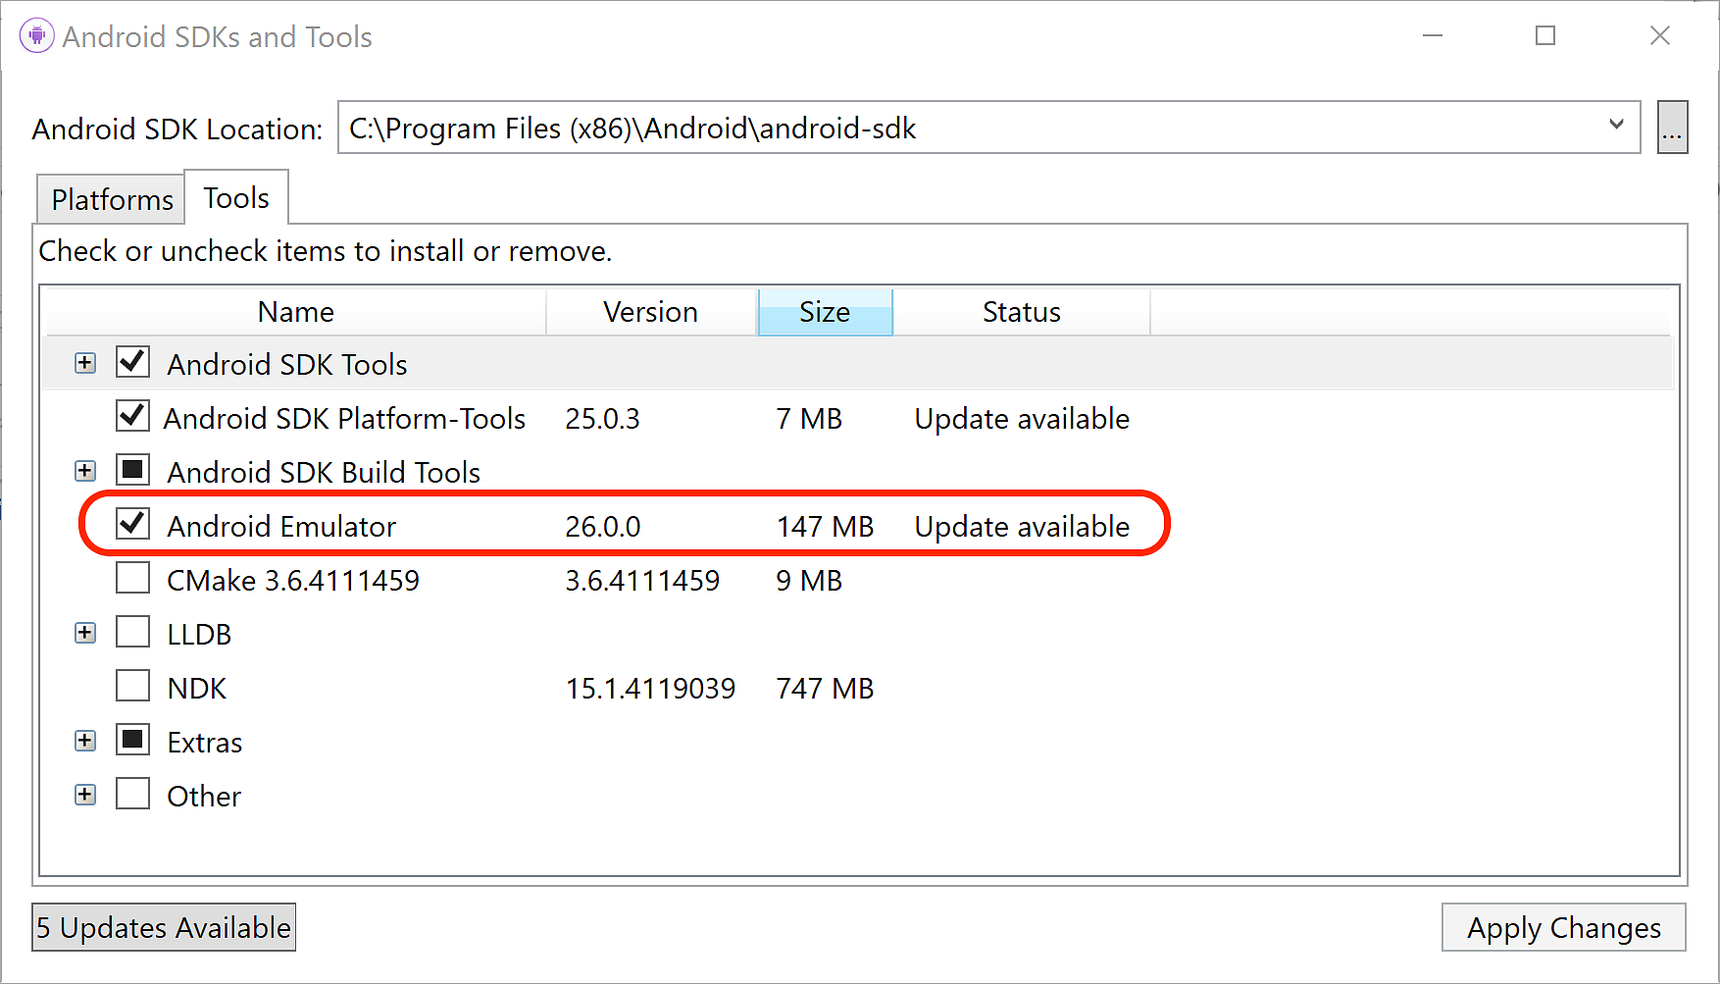 Android SDKs and Tools
Android SDK Location: C:\Program Files (x86)\Android\android-sdk ...
Platforms Tools
Check or uncheck items to install or remove.
Name Version Size Status
Android SDK Tools
Android SDK Platform-Tools 25.0.3 7 MB Update available
Android SDK Build Tools
Android Emulator 26.0.0 147 MB Update available
CMake 3.6.4111459 3.6.4111459 9 MB
LLDB
NDK 15.1.4119039 747 MB
Extras
Other
5 Updates Available Apply Changes